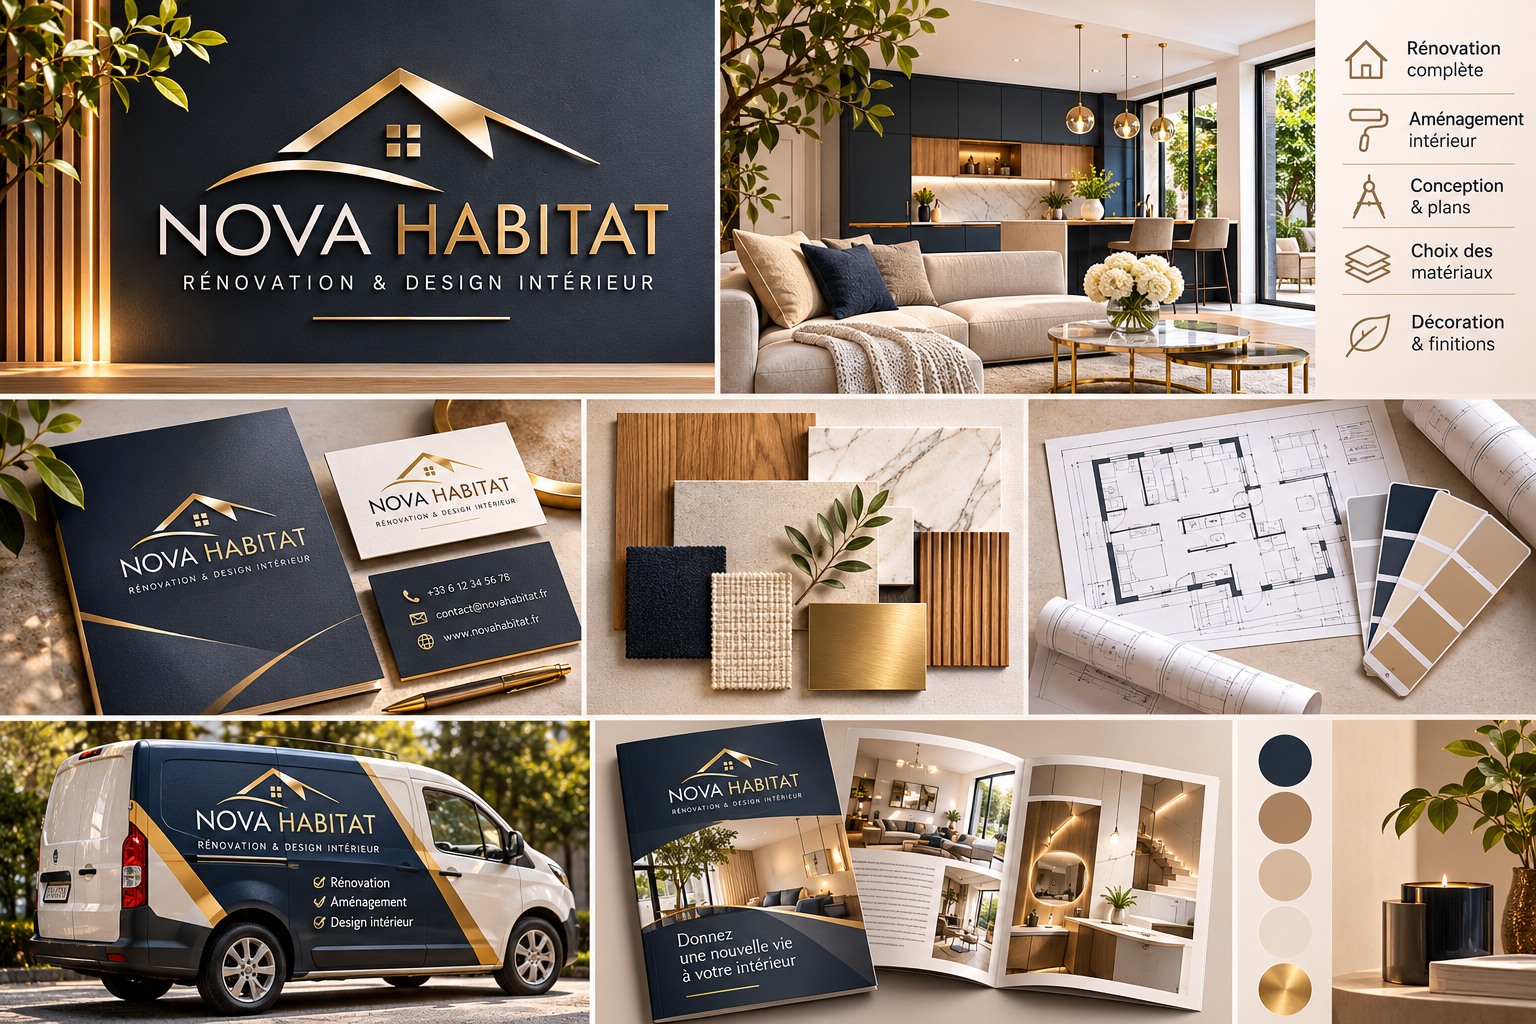 NOVA HABITAT
RÉNOVATION & DESIGN INTÉRIEUR
Rénovation
complète
Aménagement
intérieur
Conception
& plans
Choix des
matériaux
Décoration
& finitions
NOVA HABITAT
RÉNOVATION & DESIGN INTÉRIEUR
NOVA HABITAT
RÉNOVATION & DESIGN INTÉRIEUR
+33 6 12 34 56 78
contact@novahabitat.fr
www.novahabitat.fr
NOVA HABITAT
RÉNOVATION & DESIGN INTÉRIEUR
Rénovation
Aménagement
Design intérieur
NOVA HABITAT
RÉNOVATION & DESIGN INTÉRIEUR
Donnez
une nouvelle vie
à votre intérieur